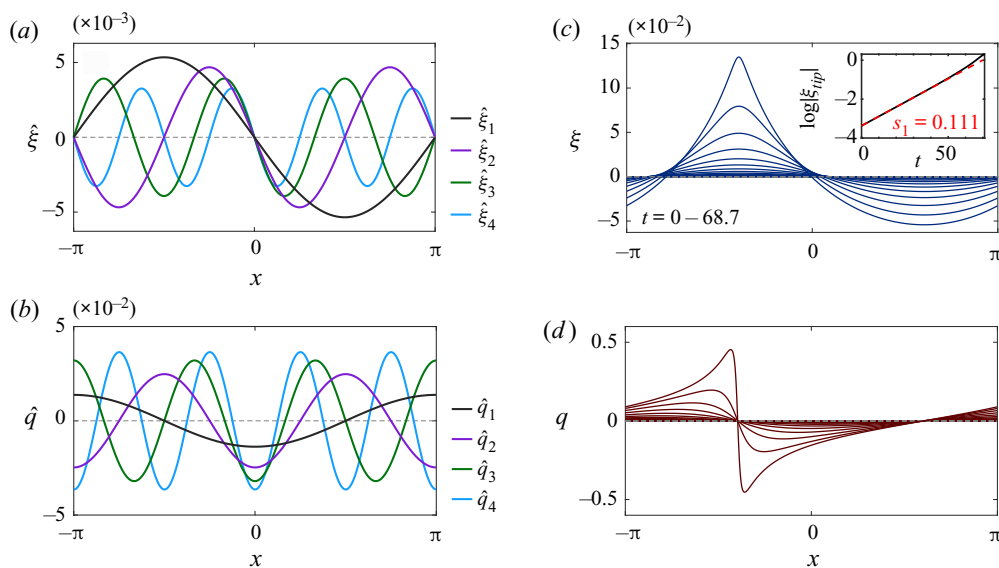 (a)
(×10−3)
5
0
−5
ξ̂
−π
0
π
x
ξ̂1
ξ̂2
ξ̂3
ξ̂4
(b)
(×10−2)
5
0
−5
q̂
−π
0
π
x
q̂1
q̂2
q̂3
q̂4
(c)
(×10−2)
15
10
5
0
−5
ξ
t = 0 – 68.7
−π
0
π
log|ξtip|
0
−2
−4
s1 = 0.111
0
50
t
(d)
0.5
0
−0.5
q
−π
0
π
x